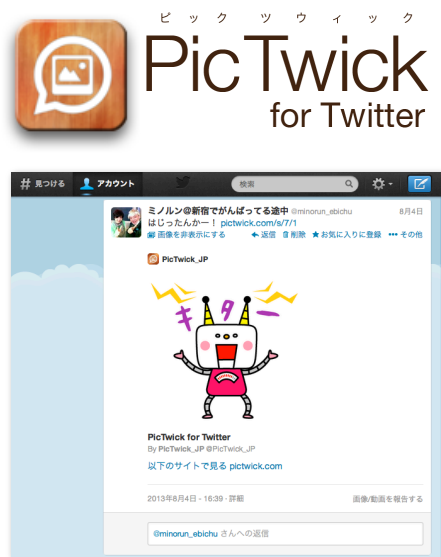 ピックツウィック
PicTwick
for Twitter
# 見つける アカウント 検索
ミノルン@新宿でがんばってる途中 @minorun_ebichu 8月4日
はじったんかー！ pictwick.com/s/7/1
画像を非表示にする 返信 削除 お気に入りに登録 ••• その他
PicTwick_JP
キター
PicTwick for Twitter
By PicTwick_JP @PicTwick_JP
以下のサイトで見る pictwick.com
2013年8月4日 - 16:39 · 詳細 画像/動画を報告する
@minorun_ebichu さんへの返信